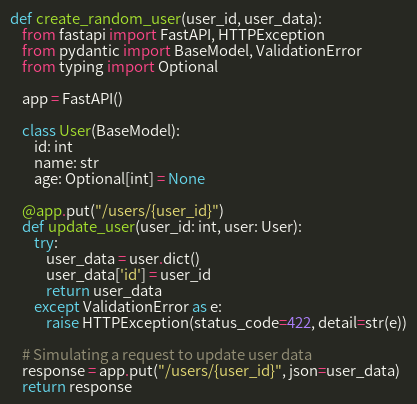 def create_random_user(user_id, user_data):
    from fastapi import FastAPI, HTTPException
    from pydantic import BaseModel, ValidationError
    from typing import Optional

    app = FastAPI()

    class User(BaseModel):
        id: int
        name: str
        age: Optional[int] = None

    @app.put("/users/{user_id}")
    def update_user(user_id: int, user: User):
        try:
            user_data = user.dict()
            user_data['id'] = user_id
            return user_data
        except ValidationError as e:
            raise HTTPException(status_code=422, detail=str(e))

    # Simulating a request to update user data
    response = app.put("/users/{user_id}", json=user_data)
    return response